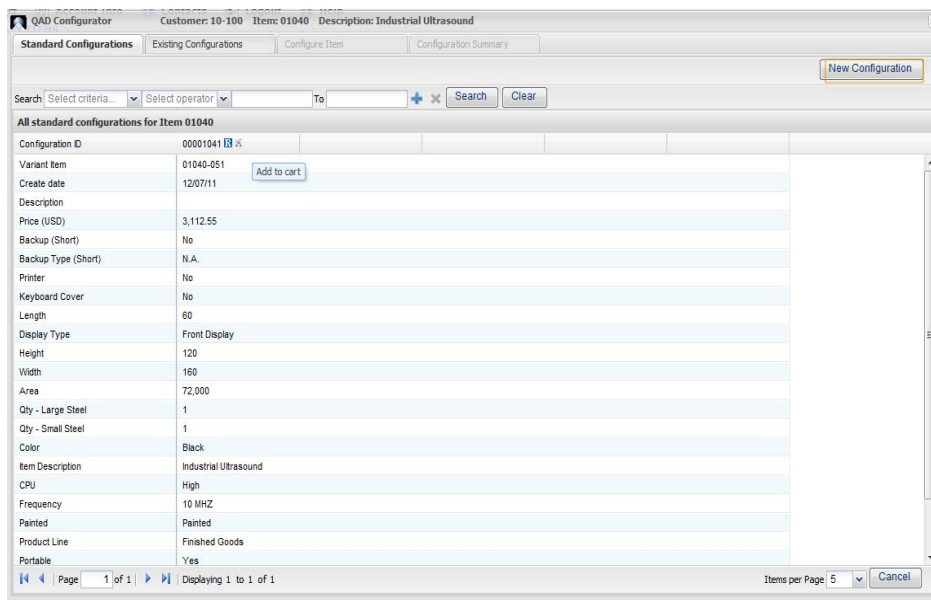 QAD Configurator Customer: 10-100 Item: 01040 Description: Industrial Ultrasound
Standard Configurations Existing Configurations Configure Item Configuration Summary
New Configuration
Search Select criteria... Select operator To Search Clear
All standard configurations for Item 01040
Configuration ID 00001041
Variant Item 01040-051
Add to cart
Create date 12/07/11
Description
Price (USD) 3,112.55
Backup (Short) No
Backup Type (Short) N.A.
Printer No
Keyboard Cover No
Length 60
Display Type Front Display
Height 120
Width 160
Area 72,000
Qty - Large Steel 1
Qty - Small Steel 1
Color Black
Item Description Industrial Ultrasound
CPU High
Frequency 10 MHZ
Painted Painted
Product Line Finished Goods
Portable Yes
Page 1 of 1 Displaying 1 to 1 of 1 Items per Page 5 Cancel